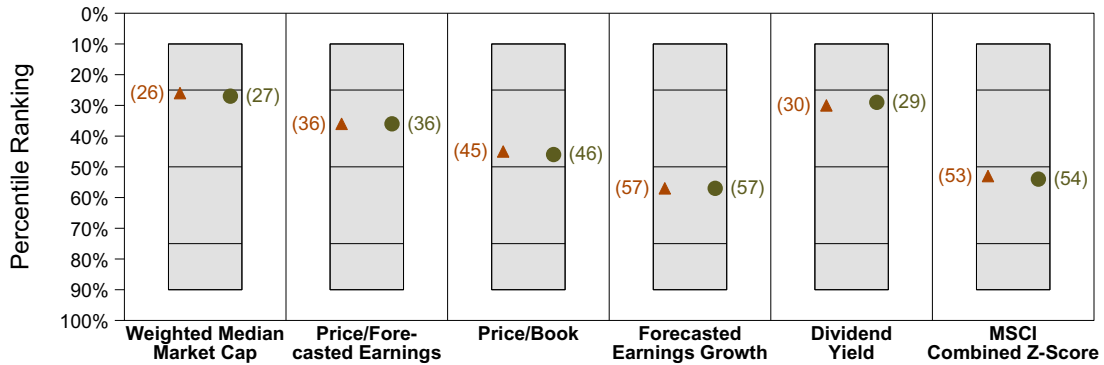 Percentile Ranking
0%
10%
20%
30%
40%
50%
60%
70%
80%
90%
100%
(26) (27)
(36) (36)
(45) (46)
(57) (57)
(30) (29)
(53) (54)
Weighted Median
Market Cap
Price/Fore-
casted Earnings
Price/Book
Forecasted
Earnings Growth
Dividend
Yield
MSCI
Combined Z-Score